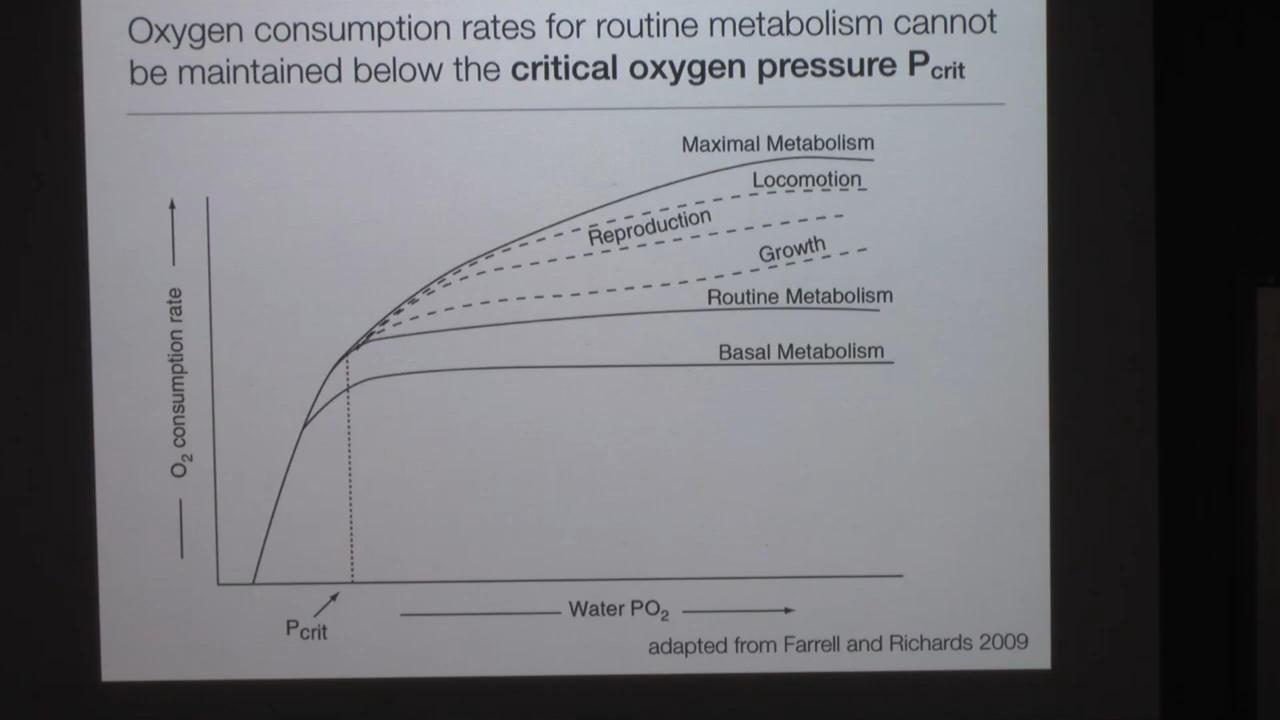 Oxygen consumption rates for routine metabolism cannot
be maintained below the critical oxygen pressure Pcrit
Maximal Metabolism
Locomotion
Reproduction
Growth
Routine Metabolism
Basal Metabolism
O₂ consumption rate
Water PO₂
Pcrit
adapted from Farrell and Richards 2009